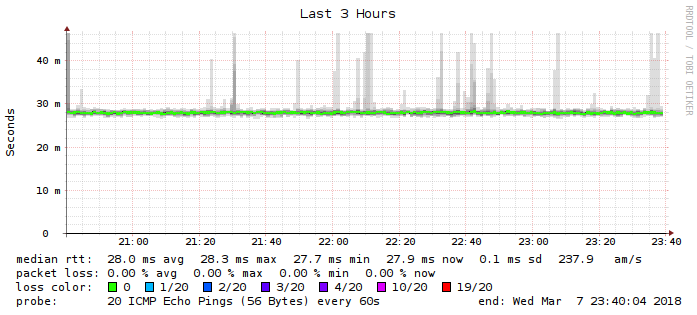 Last 3 Hours
RRDTOOL / TOBI OETIKER
Seconds
40 m
30 m
20 m
10 m
0
21:00 21:20 21:40 22:00 22:20 22:40 23:00 23:20 23:40
median rtt: 28.0 ms avg 28.3 ms max 27.7 ms min 27.9 ms now 0.1 ms sd 237.9 am/s
packet loss: 0.00 % avg 0.00 % max 0.00 % min 0.00 % now
loss color: 0 1/20 2/20 3/20 4/20 10/20 19/20
probe: 20 ICMP Echo Pings (56 Bytes) every 60s end: Wed Mar 7 23:40:04 2018